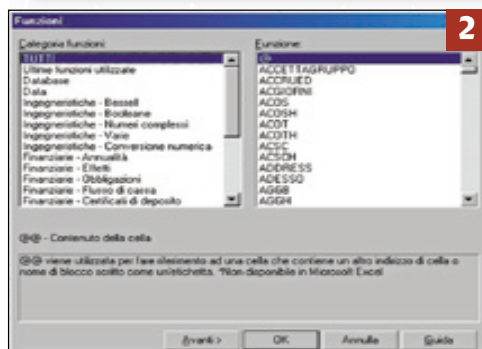 Funzioni
2
Categoria funzioni:
TUTTI
Ultime funzioni utilizzate
Database
Data
Ingegneristiche - Bessell
Ingegneristiche - Booleane
Ingegneristiche - Numeri complessi
Ingegneristiche - Varie
Ingegneristiche - Conversione numerica
Finanziarie - Annualità
Finanziarie - Effetti
Finanziarie - Obbligazioni
Finanziarie - Flusso di cassa
Finanziarie - Certificati di deposito
Funzione:
@
ACCETTAGRUPPO
ACCRUED
ACGIORNI
ACOS
ACOSH
ACOT
ACOTH
ACSC
ACSCH
ADDRESS
ADESSO
AGGB
AGGH
@@ - Contenuto della cella
@@ viene utilizzata per fare riferimento ad una cella che contiene un altro indirizzo di cella o
nome di blocco scritto come un'etichetta. *Non disponibile in Microsoft Excel
Avanti >
OK
Annulla
Guida